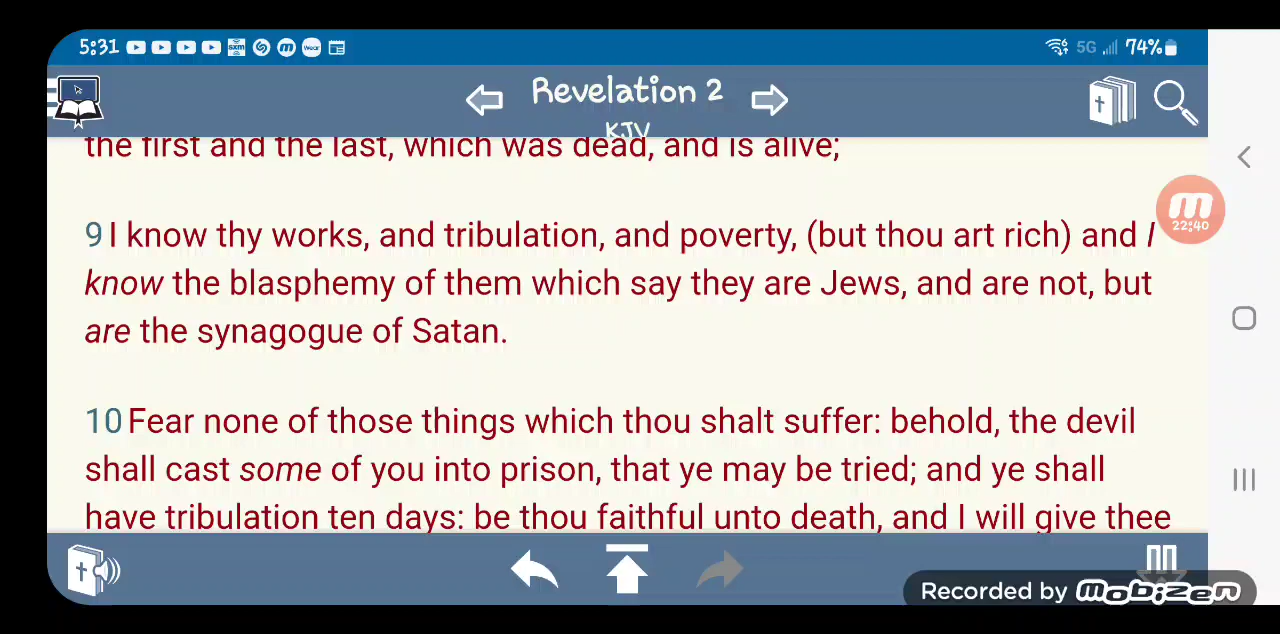 5:31 sxm m Wear 6 5G 74%
Revelation 2
KJV
the first and the last, which was dead, and is alive;
9 I know thy works, and tribulation, and poverty, (but thou art rich) and I
know the blasphemy of them which say they are Jews, and are not, but
are the synagogue of Satan.
10 Fear none of those things which thou shalt suffer: behold, the devil
shall cast some of you into prison, that ye may be tried; and ye shall
have tribulation ten days: be thou faithful unto death, and I will give thee
m
22:40
Recorded by mobizen